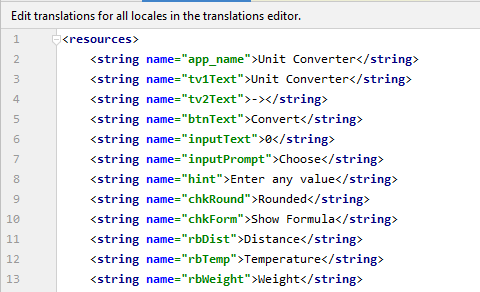 Edit translations for all locales in the translations editor.
1 <resources>
2 <string name="app_name">Unit Converter</string>
3 <string name="tv1Text">Unit Converter</string>
4 <string name="tv2Text">-></string>
5 <string name="btnText">Convert</string>
6 <string name="inputText">0</string>
7 <string name="inputPrompt">Choose</string>
8 <string name="hint">Enter any value</string>
9 <string name="chkRound">Rounded</string>
10 <string name="chkForm">Show Formula</string>
11 <string name="rbDist">Distance</string>
12 <string name="rbTemp">Temperature</string>
13 <string name="rbWeight">Weight</string>